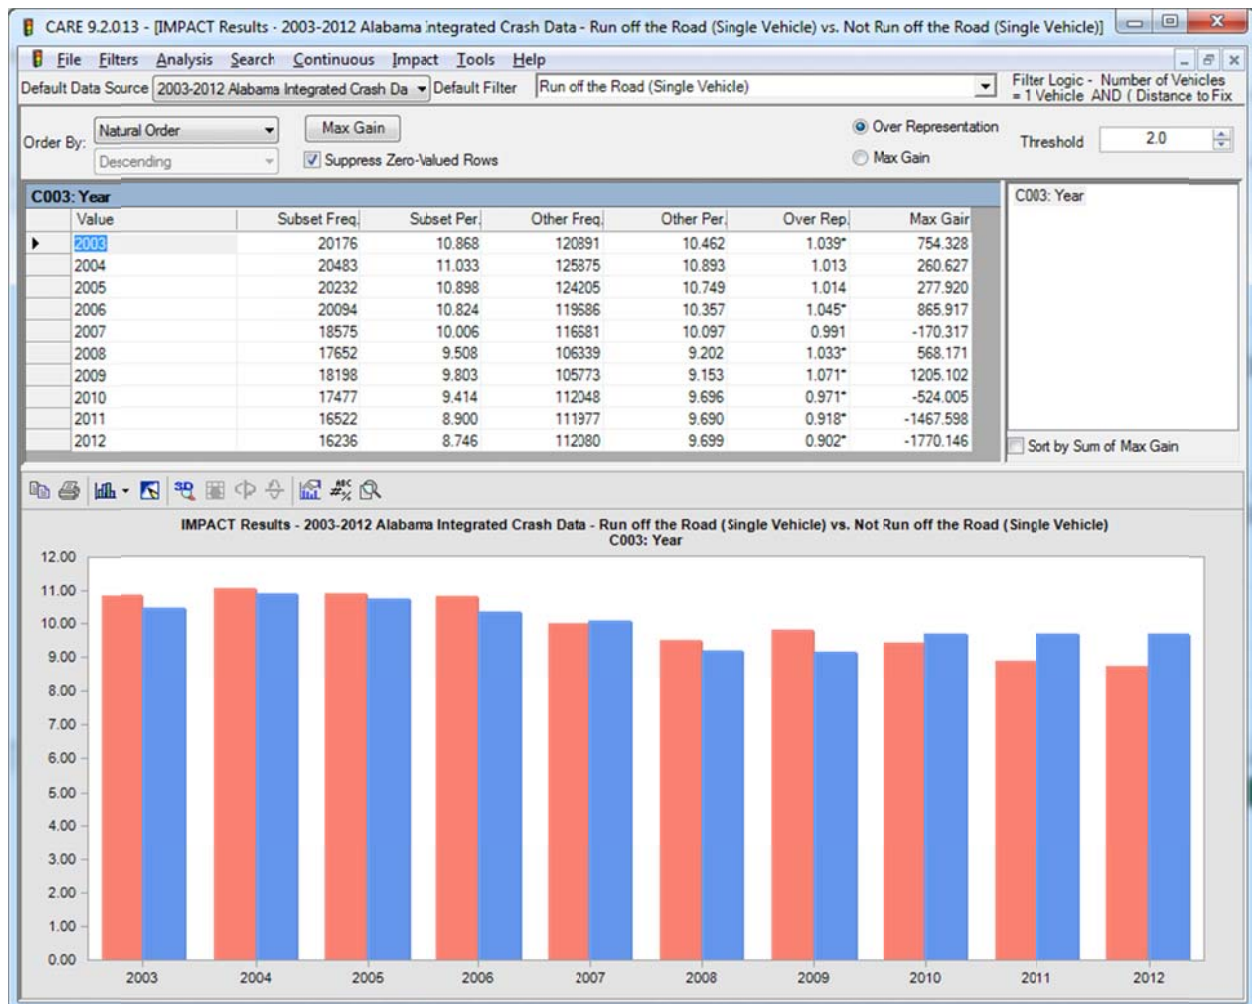 CARE 9.2.013 - [IMPACT Results - 2003-2012 Alabama Integrated Crash Data - Run off the Road (Single Vehicle) vs. Not Run off the Road (Single Vehicle)]
File Filters Analysis Search Continuous Impact Tools Help
Default Data Source 2003-2012 Alabama Integrated Crash Da Default Filter Run of the Road (Single Vehicle) Filter Logic - Number of Vehicles
= 1 Vehicle AND ( Distance to Fix
Order By: Natural Order Max Gain Over Representation Threshold 2.0
Descending Suppress Zero-Valued Rows Max Gain
C003: Year C003: Year
Value Subset Freq. Subset Per. Other Freq. Other Per. Over Rep. Max Gain
2003 20176 10.868 120891 10.462 1.039* 754.328
2004 20483 11.033 125875 10.893 1.013 260.627
2005 20232 10.898 124205 10.749 1.014 277.920
2006 20094 10.824 119686 10.357 1.045* 865.917
2007 18575 10.006 116681 10.097 0.991 -170.317
2008 17652 9.508 106339 9.202 1.033* 568.171
2009 18198 9.803 105773 9.153 1.071* 1205.102
2010 17477 9.414 112048 9.696 0.971* -524.005
2011 16522 8.900 111977 9.690 0.918* -1467.598
2012 16236 8.746 112080 9.699 0.902* -1770.146
Sort by Sum of Max Gain
3D ABC #%
IMPACT Results - 2003-2012 Alabama Integrated Crash Data - Run off the Road (Single Vehicle) vs. Not Run off the Road (Single Vehicle)
C003: Year
12.00
11.00
10.00
9.00
8.00
7.00
6.00
5.00
4.00
3.00
2.00
1.00
0.00
2003 2004 2005 2006 2007 2008 2009 2010 2011 2012